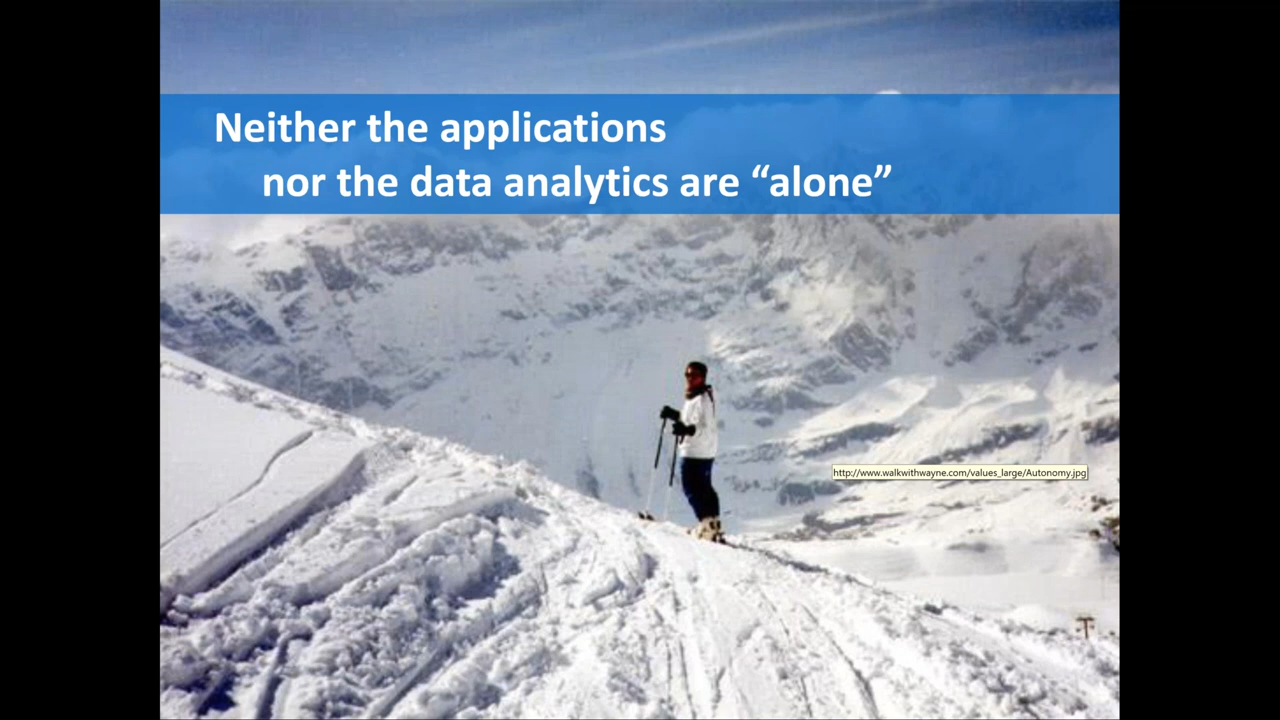 Neither the applications
nor the data analytics are “alone”
http://www.walkwithwayne.com/values_large/Autonomy.jpg